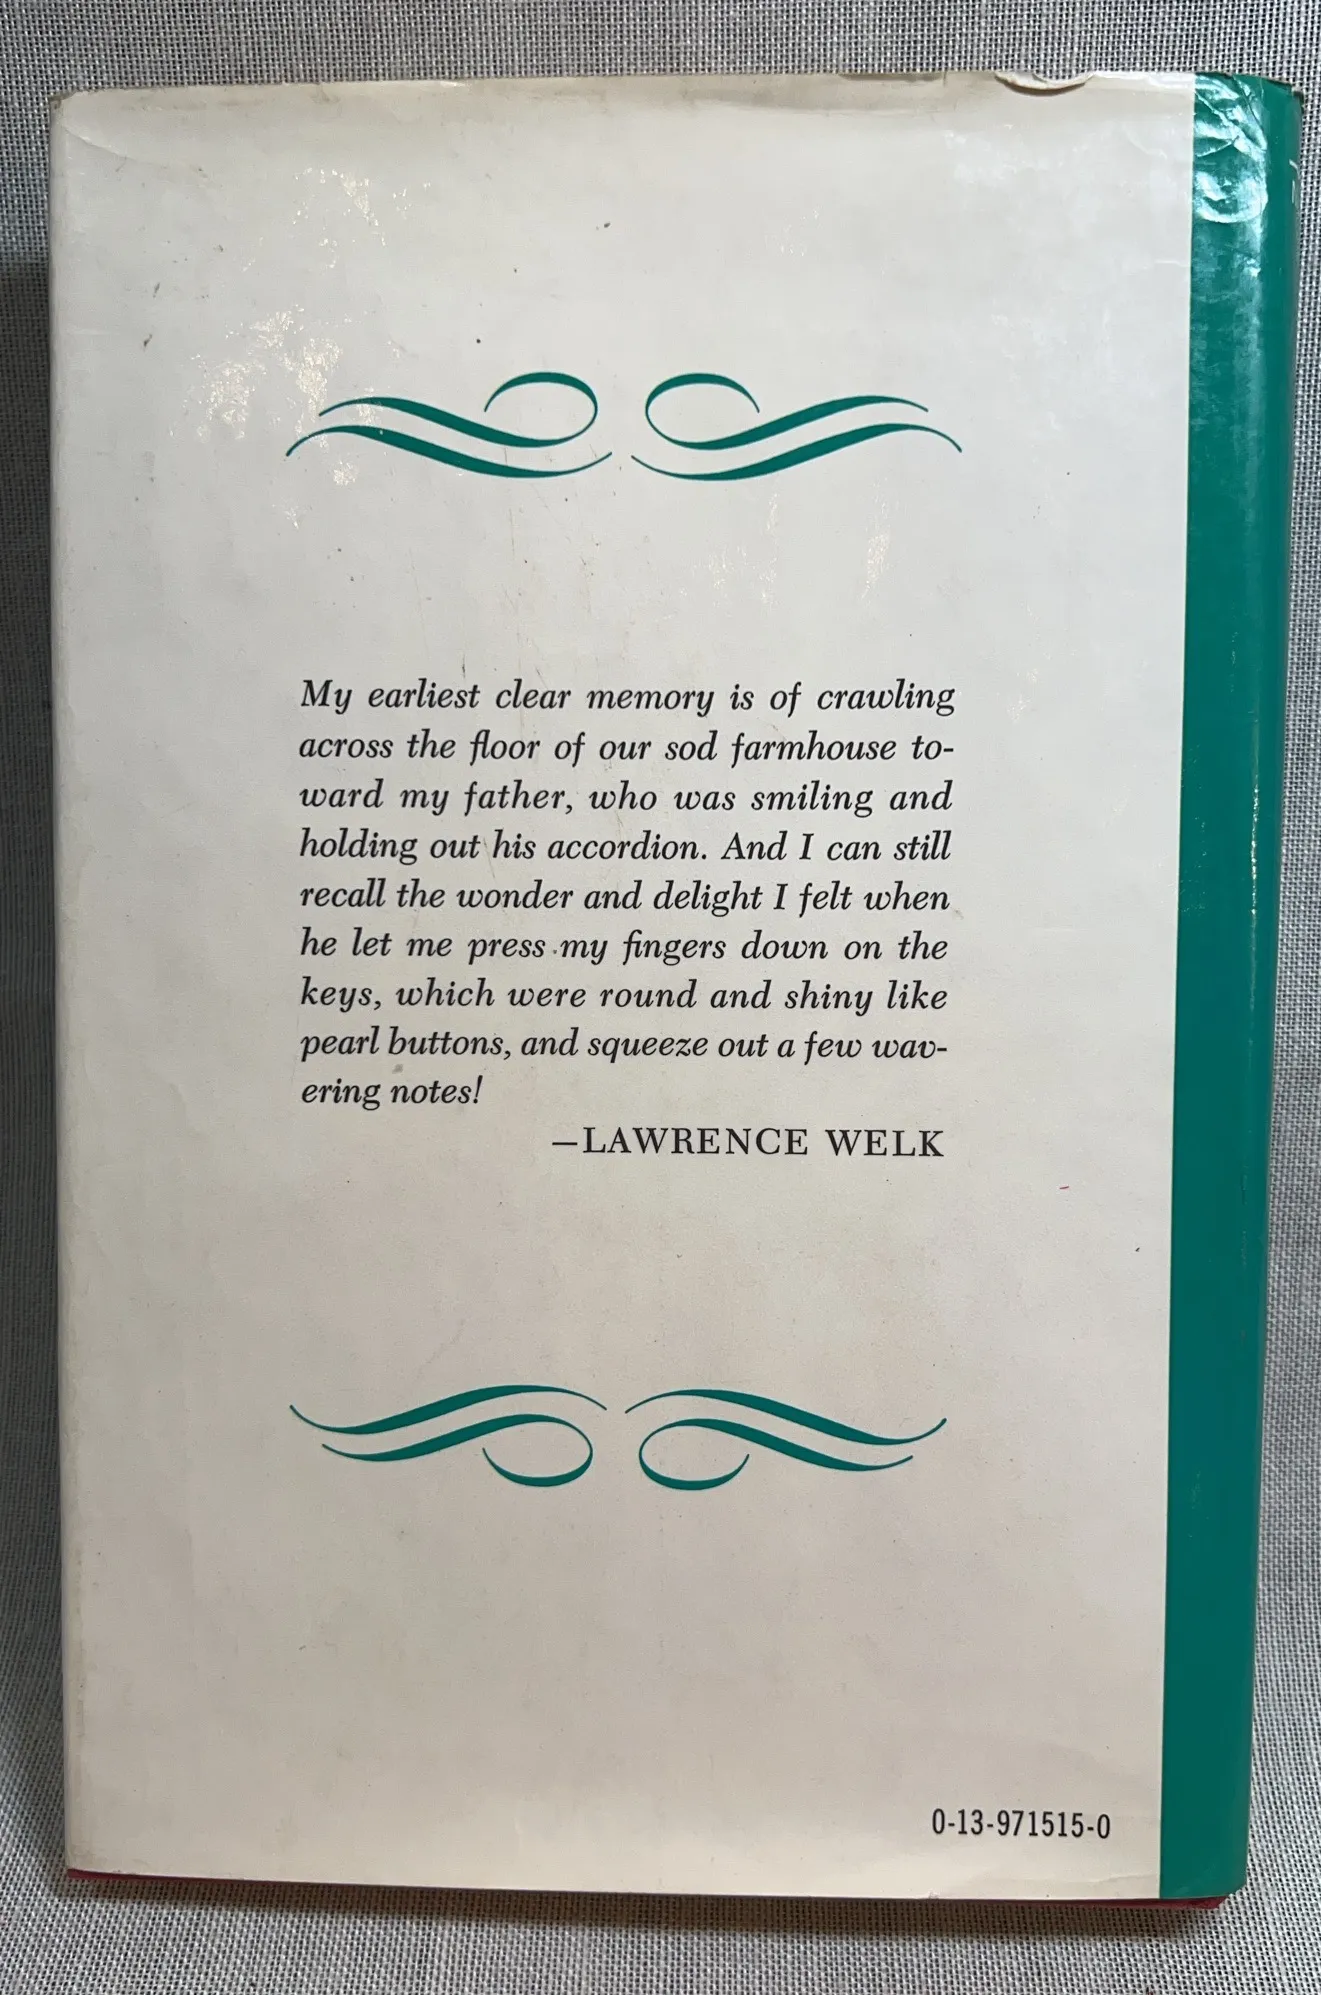 My earliest clear memory is of crawling
across the floor of our sod farmhouse to-
ward my father, who was smiling and
holding out his accordion. And I can still
recall the wonder and delight I felt when
he let me press my fingers down on the
keys, which were round and shiny like
pearl buttons, and squeeze out a few wav-
ering notes!
—LAWRENCE WELK
0-13-971515-0